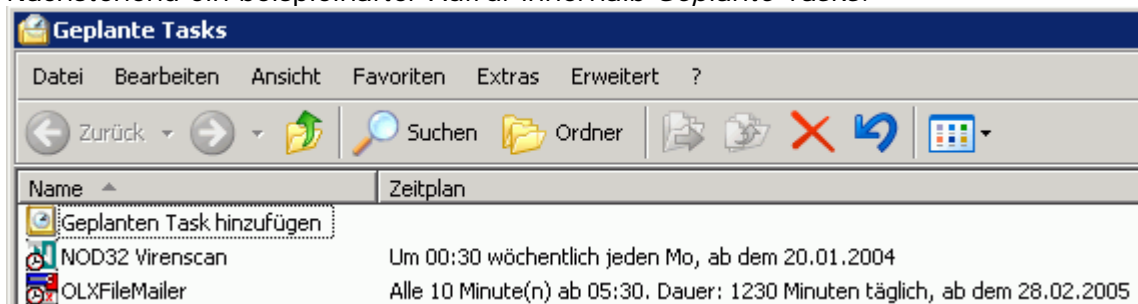 Nachstehend ein beispielhafter Aufruf innerhalb Geplante Tasks:
Geplante Tasks
Datei Bearbeiten Ansicht Favoriten Extras Erweitert ?
Zurück Suchen Ordner
Name Zeitplan
Geplanten Task hinzufügen
NOD32 Virenscan Um 00:30 wöchentlich jeden Mo, ab dem 20.01.2004
OLXFileMailer Alle 10 Minute(n) ab 05:30. Dauer: 1230 Minuten täglich, ab dem 28.02.2005